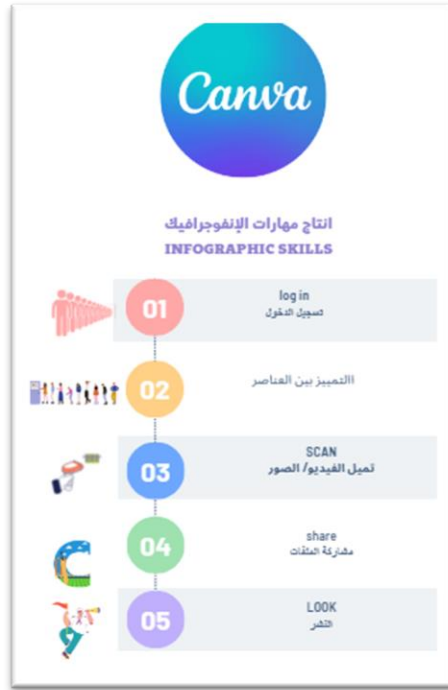 Canva
انتاج مهارات الإنفوجرافيك
INFOGRAPHIC SKILLS
01
log in
تسجيل الدخول
02
االتمييز بين العناصر
03
SCAN
تميل الفيديو/ الصور
04
share
مشاركة الملفات
05
LOOK
النشر